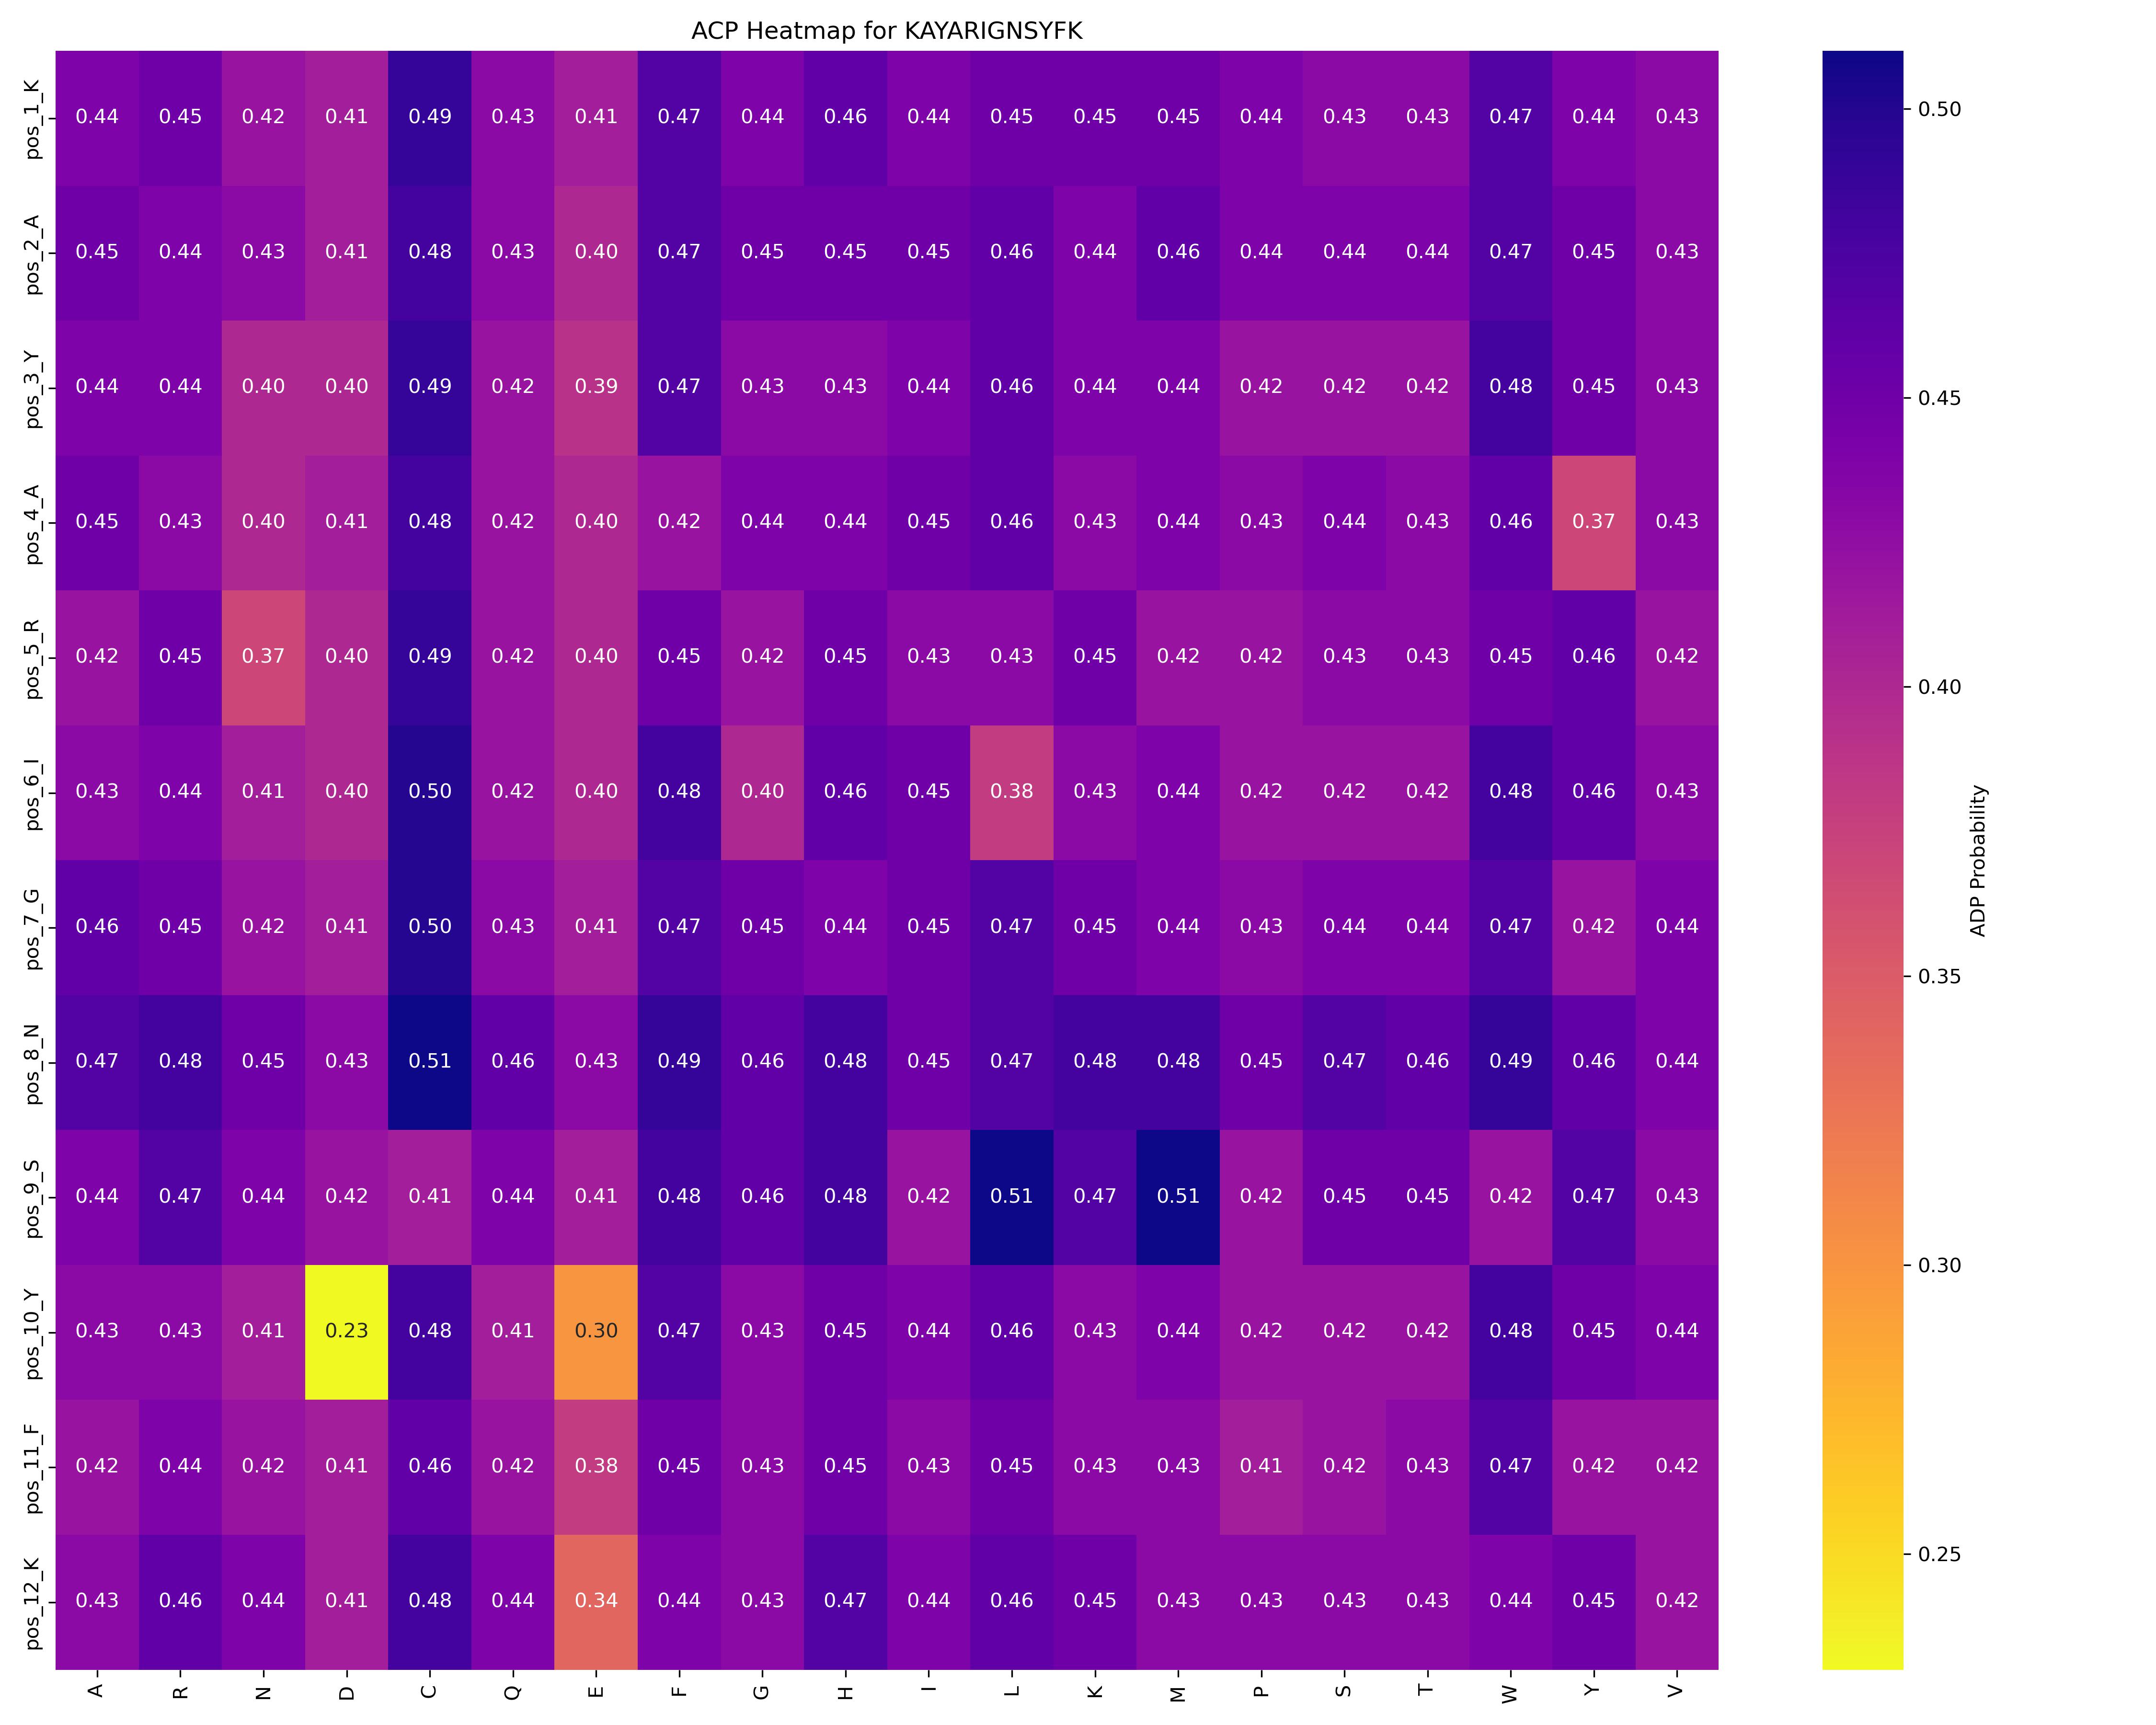 ACP Heatmap for KAYARIGNSYFK
pos_1_K 0.44 0.45 0.42 0.41 0.49 0.43 0.41 0.47 0.44 0.46 0.44 0.45 0.45 0.45 0.44 0.43 0.43 0.47 0.44 0.43
pos_2_A 0.45 0.44 0.43 0.41 0.48 0.43 0.40 0.47 0.45 0.45 0.45 0.46 0.44 0.46 0.44 0.44 0.44 0.47 0.45 0.43
pos_3_Y 0.44 0.44 0.40 0.40 0.49 0.42 0.39 0.47 0.43 0.43 0.44 0.46 0.44 0.44 0.42 0.42 0.42 0.48 0.45 0.43
pos_4_A 0.45 0.43 0.40 0.41 0.48 0.42 0.40 0.42 0.44 0.44 0.45 0.46 0.43 0.44 0.43 0.44 0.43 0.46 0.37 0.43
pos_5_R 0.42 0.45 0.37 0.40 0.49 0.42 0.40 0.45 0.42 0.45 0.43 0.43 0.45 0.42 0.42 0.43 0.43 0.45 0.46 0.42
pos_6_I 0.43 0.44 0.41 0.40 0.50 0.42 0.40 0.48 0.40 0.46 0.45 0.38 0.43 0.44 0.42 0.42 0.42 0.48 0.46 0.43
pos_7_G 0.46 0.45 0.42 0.41 0.50 0.43 0.41 0.47 0.45 0.44 0.45 0.47 0.45 0.44 0.43 0.44 0.44 0.47 0.42 0.44
pos_8_N 0.47 0.48 0.45 0.43 0.51 0.46 0.43 0.49 0.46 0.48 0.45 0.47 0.48 0.48 0.45 0.47 0.46 0.49 0.46 0.44
pos_9_S 0.44 0.47 0.44 0.42 0.41 0.44 0.41 0.48 0.46 0.48 0.42 0.51 0.47 0.51 0.42 0.45 0.45 0.42 0.47 0.43
pos_10_Y 0.43 0.43 0.41 0.23 0.48 0.41 0.30 0.47 0.43 0.45 0.44 0.46 0.43 0.44 0.42 0.42 0.42 0.48 0.45 0.44
pos_11_F 0.42 0.44 0.42 0.41 0.46 0.42 0.38 0.45 0.43 0.45 0.43 0.45 0.43 0.43 0.41 0.42 0.43 0.47 0.42 0.42
pos_12_K 0.43 0.46 0.44 0.41 0.48 0.44 0.34 0.44 0.43 0.47 0.44 0.46 0.45 0.43 0.43 0.43 0.43 0.44 0.45 0.42
A R N D C Q E F G H I L K M P S T W Y V
0.50
0.45
0.40
0.35
0.30
0.25
ADP Probability